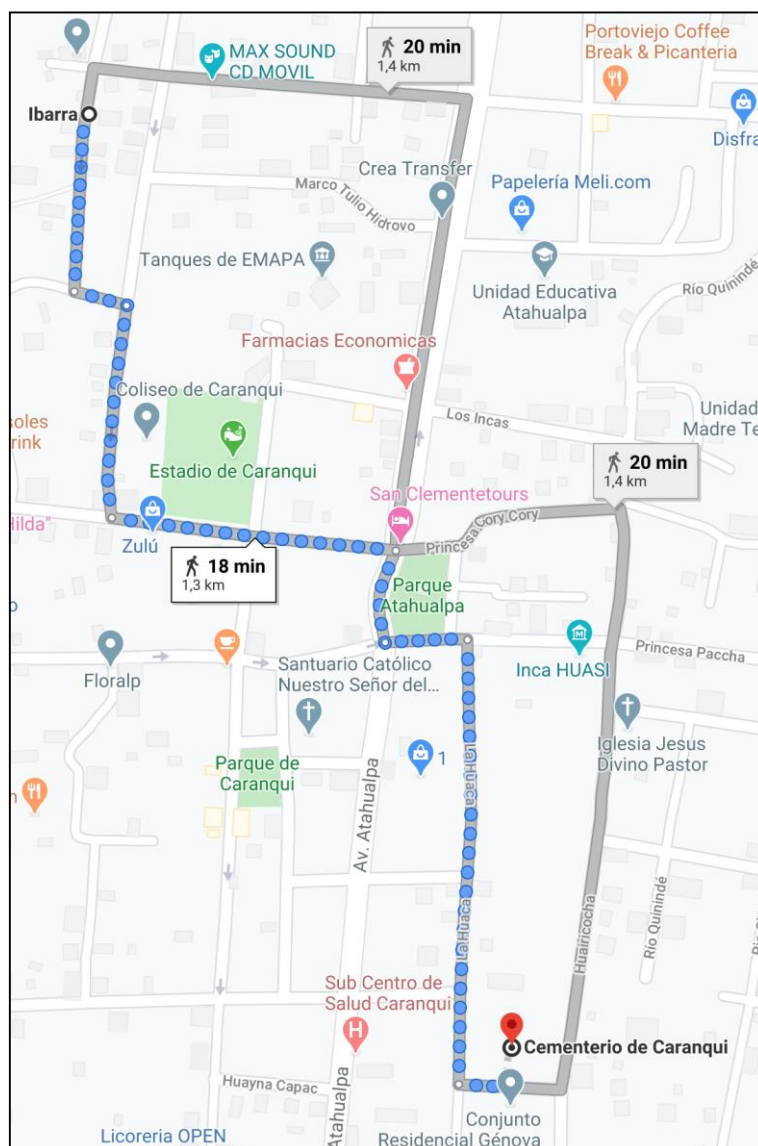 MAX SOUND
CD MOVIL
20 min
1,4 km
Portoviejo Coffee
Break & Picanteria
Ibarra
Disfra
Crea Transfer
Papelería Meli.com
Marco Tulio Hidrovo
Tanques de EMAPA
Unidad Educativa
Atahualpa
Río Quinindé
Farmacias Economicas
Coliseo de Caranqui
Los Incas
Unidad
Madre Te
soles
rink
Estadio de Caranqui
20 min
1,4 km
San Clementetours
Hilda"
Zulú
Princesa Cory Cory
18 min
1,3 km
Parque
Atahualpa
Inca HUASI
Princesa Paccha
Floralp
Santuario Católico
Nuestro Señor del...
Iglesia Jesus
Divino Pastor
La Huaca
1
Parque de
Caranqui
Av. Atahualpa
La Huaca
Huairicocha
Río Quinindé
Sub Centro de
Salud Caranqui
Cementerio de Caranqui
Huayna Capac
Atahualpa
Conjunto
Residencial Génova
Licoreria OPEN